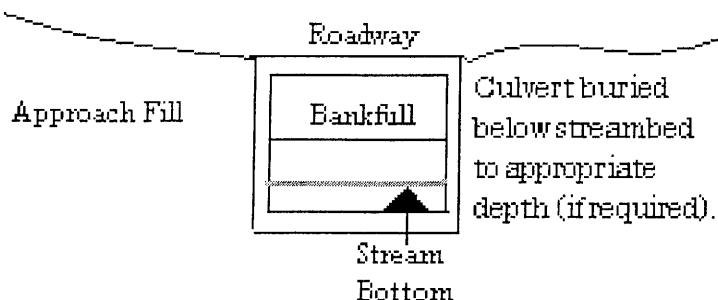 Roadway
Approach Fill
Bankfull
Culvert buried
below streambed
to appropriate
depth (if required).
Stream
Bottom